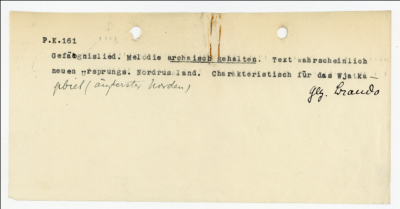 P.K.161
Gefängnislied. Melodie archaisch gehalten. Text wahrscheinlich
neuen Ursprungs. Nordrussland. Charakteristisch für das Wjatka-
gebiet (äußerster Norden)
gez. Brando